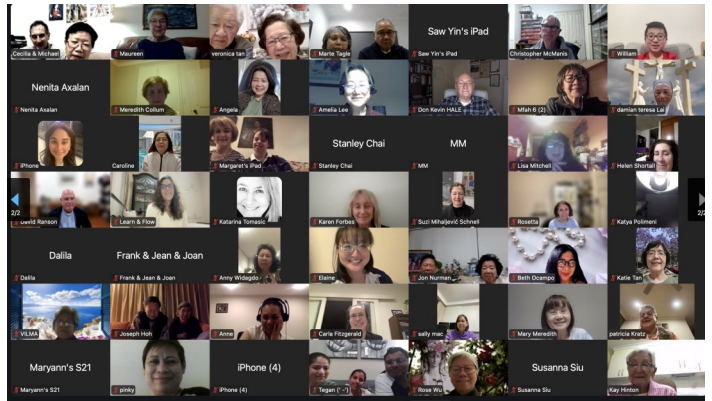 Saw Yin's iPad
Cecilia & Michael
Maureen
veronica tan
Marte Tagle
Saw Yin's iPad
Christopher McManis
William
Nenita Axalan
Nenita Axalan
Meredith Collum
Angela
Amelia Lee
Dcn Kevin HALE
Mfah 6 (2)
damian teresa Lai
Stanley Chai
MM
iPhone
Caroline
Margaret's iPad
Stanley Chai
MM
Lisa Mitchell
Helen Shortall
2/2
2/2
David Ranson
Learn & Flow
Katarina Tomasic
Karen Forbes
Suzi Mihaljević Schnell
Rosetta
Katya Polimeni
Dalila
Frank & Jean & Joan
Dalila
Frank & Jean & Joan
Anny Widagdo
Elaine
Jon Nurman
Beth Ocampo
Katie Tan
VILMA
Joseph Hoh
Anne
Carla Fitzgerald
sally mac
Mary Meredith
patricia Kratz
Maryann's S21
iPhone (4)
Susanna Siu
Maryann's S21
pinky
iPhone (4)
Tegan (' -')
Rose Wu
Susanna Siu
Kay Hinton